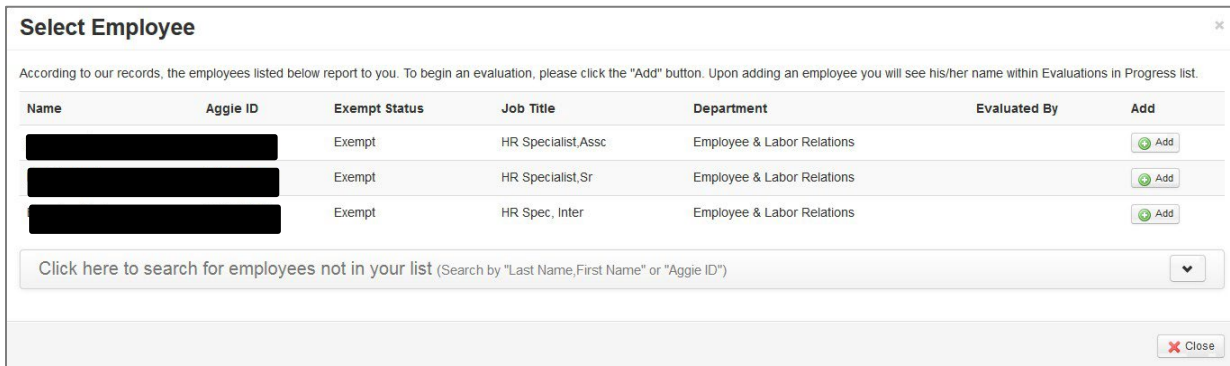 Select Employee
×
According to our records, the employees listed below report to you. To begin an evaluation, please click the "Add" button. Upon adding an employee you will see his/her name within Evaluations in Progress list.
Name Aggie ID Exempt Status Job Title Department Evaluated By Add
Exempt HR Specialist,Assc Employee & Labor Relations Add
Exempt HR Specialist,Sr Employee & Labor Relations Add
Exempt HR Spec, Inter Employee & Labor Relations Add
Click here to search for employees not in your list (Search by "Last Name,First Name" or "Aggie ID")
Close